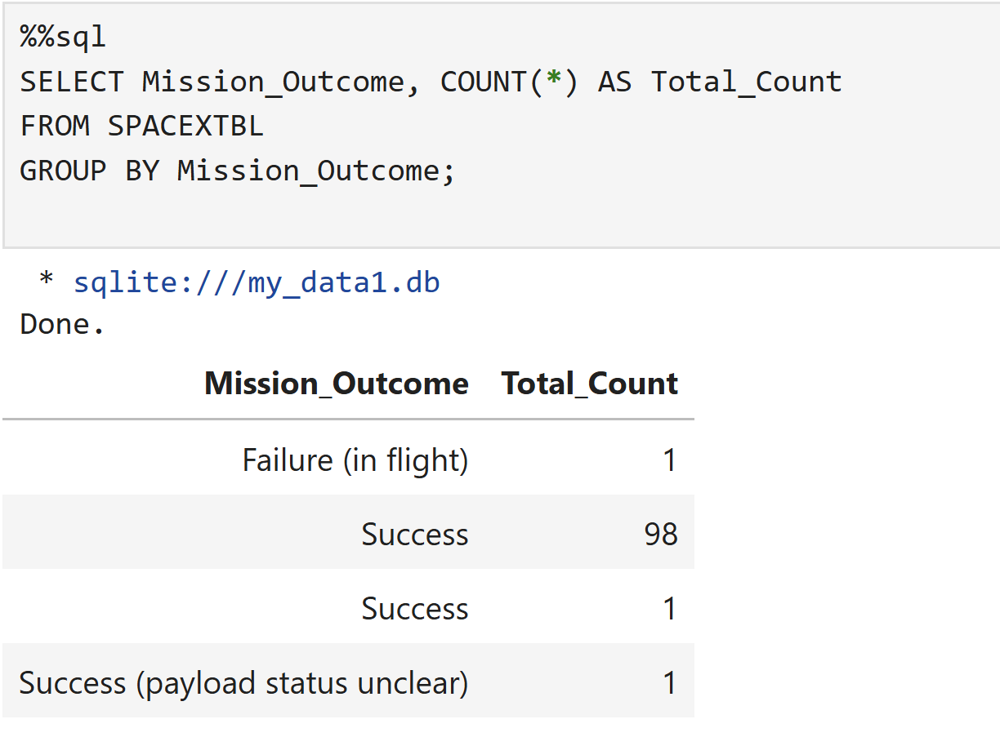 %%sql
SELECT Mission_Outcome, COUNT(*) AS Total_Count
FROM SPACEXTBL
GROUP BY Mission_Outcome;
* sqlite:///my_data1.db
Done.
Mission_Outcome Total_Count
Failure (in flight) 1
Success 98
Success 1
Success (payload status unclear) 1